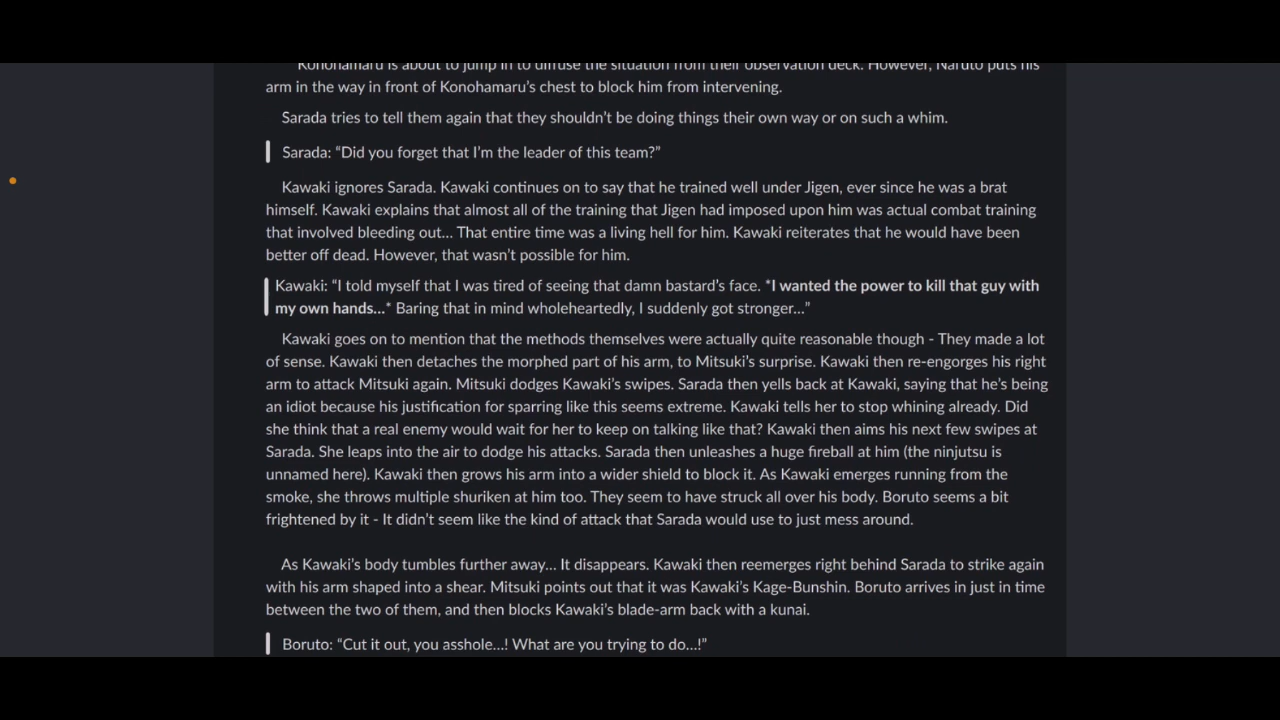 Konohamaru is about to jump in to diffuse the situation from their observation deck. However, Naruto puts his
arm in the way in front of Konohamaru’s chest to block him from intervening.
Sarada tries to tell them again that they shouldn’t be doing things their own way or on such a whim.
Sarada: “Did you forget that I’m the leader of this team?”
Kawaki ignores Sarada. Kawaki continues on to say that he trained well under Jigen, ever since he was a brat
himself. Kawaki explains that almost all of the training that Jigen had imposed upon him was actual combat training
that involved bleeding out... That entire time was a living hell for him. Kawaki reiterates that he would have been
better off dead. However, that wasn’t possible for him.
Kawaki: “I told myself that I was tired of seeing that damn bastard’s face. *I wanted the power to kill that guy with
my own hands...* Baring that in mind wholeheartedly, I suddenly got stronger...”
Kawaki goes on to mention that the methods themselves were actually quite reasonable though - They made a lot
of sense. Kawaki then detaches the morphed part of his arm, to Mitsuki’s surprise. Kawaki then re-engorges his right
arm to attack Mitsuki again. Mitsuki dodges Kawaki’s swipes. Sarada then yells back at Kawaki, saying that he’s being
an idiot because his justification for sparring like this seems extreme. Kawaki tells her to stop whining already. Did
she think that a real enemy would wait for her to keep on talking like that? Kawaki then aims his next few swipes at
Sarada. She leaps into the air to dodge his attacks. Sarada then unleashes a huge fireball at him (the ninjutsu is
unnamed here). Kawaki then grows his arm into a wider shield to block it. As Kawaki emerges running from the
smoke, she throws multiple shuriken at him too. They seem to have struck all over his body. Boruto seems a bit
frightened by it - It didn’t seem like the kind of attack that Sarada would use to just mess around.
As Kawaki’s body tumbles further away... It disappears. Kawaki then reemerges right behind Sarada to strike again
with his arm shaped into a shear. Mitsuki points out that it was Kawaki’s Kage-Bunshin. Boruto arrives in just in time
between the two of them, and then blocks Kawaki’s blade-arm back with a kunai.
Boruto: “Cut it out, you asshole...! What are you trying to do...!”